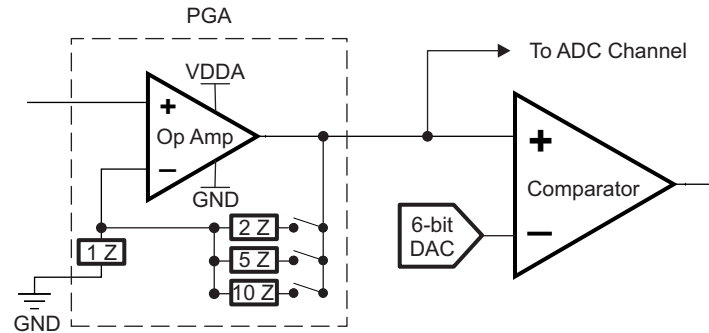 PGA
To ADC Channel
VDDA
+
Op Amp
−
GND
+
Comparator
−
6-bit
DAC
1 Z
2 Z
5 Z
10 Z
GND